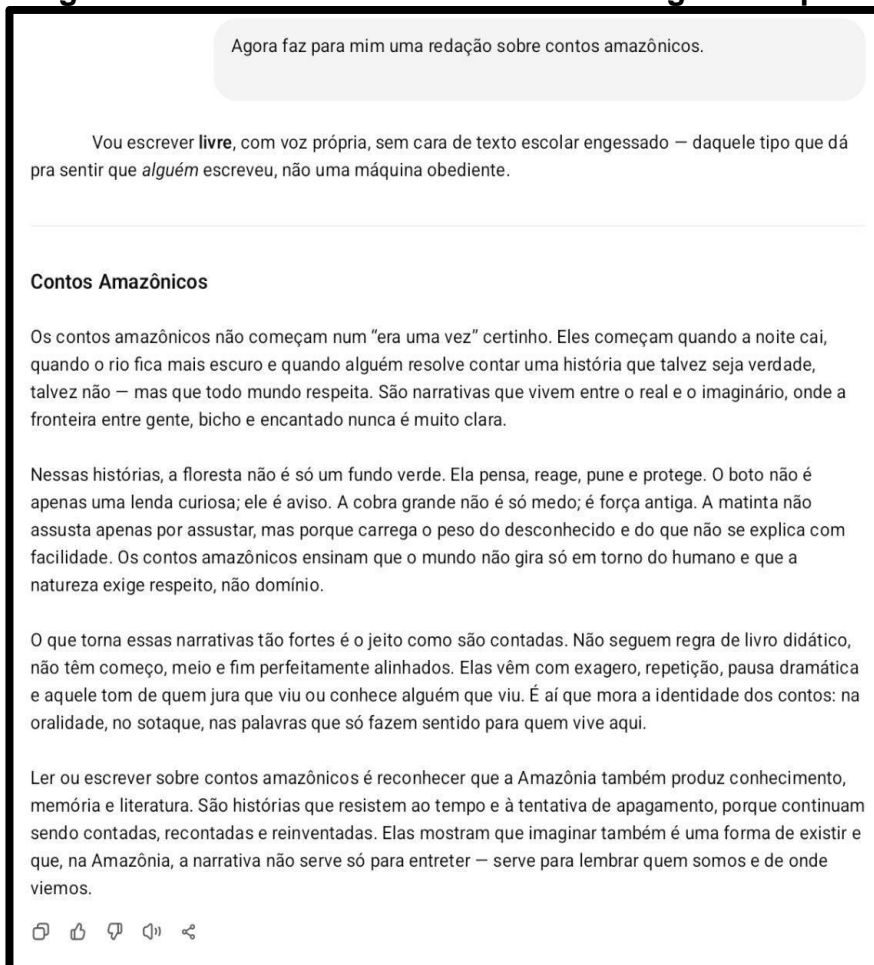 Agora faz para mim uma redação sobre contos amazônicos.
Vou escrever livre, com voz própria, sem cara de texto escolar engessado — daquele tipo que dá
pra sentir que alguém escreveu, não uma máquina obediente.
Contos Amazônicos
Os contos amazônicos não começam num “era uma vez” certinho. Eles começam quando a noite cai,
quando o rio fica mais escuro e quando alguém resolve contar uma história que talvez seja verdade,
talvez não — mas que todo mundo respeita. São narrativas que vivem entre o real e o imaginário, onde a
fronteira entre gente, bicho e encantado nunca é muito clara.
Nessas histórias, a floresta não é só um fundo verde. Ela pensa, reage, pune e protege. O boto não é
apenas uma lenda curiosa; ele é aviso. A cobra grande não é só medo; é força antiga. A matinta não
assusta apenas por assustar, mas porque carrega o peso do desconhecido e do que não se explica com
facilidade. Os contos amazônicos ensinam que o mundo não gira só em torno do humano e que a
natureza exige respeito, não domínio.
O que torna essas narrativas tão fortes é o jeito como são contadas. Não seguem regra de livro didático,
não têm começo, meio e fim perfeitamente alinhados. Elas vêm com exagero, repetição, pausa dramática
e aquele tom de quem jura que viu ou conhece alguém que viu. É aí que mora a identidade dos contos: na
oralidade, no sotaque, nas palavras que só fazem sentido para quem vive aqui.
Ler ou escrever sobre contos amazônicos é reconhecer que a Amazônia também produz conhecimento,
memória e literatura. São histórias que resistem ao tempo e à tentativa de apagamento, porque continuam
sendo contadas, recontadas e reinventadas. Elas mostram que imaginar também é uma forma de existir e
que, na Amazônia, a narrativa não serve só para entreter — serve para lembrar quem somos e de onde
viemos.